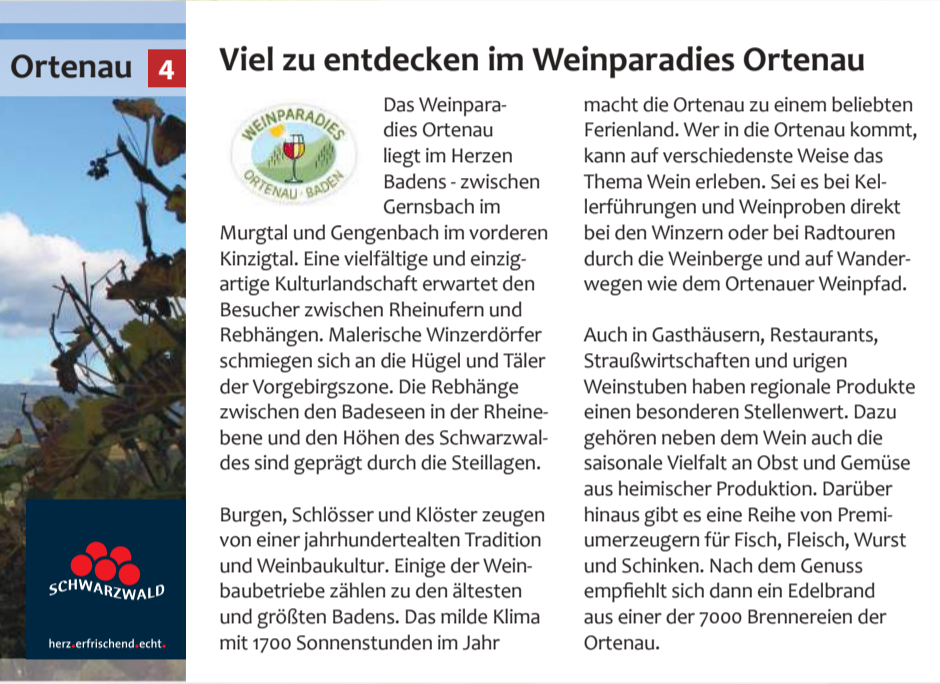 Ortenau 4
Viel zu entdecken im Weinparadies Ortenau
WEINPARADIES
ORTENAU · BADEN
Das Weinpara-
dies Ortenau
liegt im Herzen
Badens - zwischen
Gernsbach im
Murgtal und Gengenbach im vorderen
Kinzigtal. Eine vielfältige und einzig-
artige Kulturlandschaft erwartet den
Besucher zwischen Rheinufern und
Rebhängen. Malerische Winzerdörfer
schmiegen sich an die Hügel und Täler
der Vorgebirgszone. Die Rebhänge
zwischen den Badeseen in der Rheine-
bene und den Höhen des Schwarzwal-
des sind geprägt durch die Steillagen.
Burgen, Schlösser und Klöster zeugen
von einer jahrhundertealten Tradition
und Weinbaukultur. Einige der Wein-
baubetriebe zählen zu den ältesten
und größten Badens. Das milde Klima
mit 1700 Sonnenstunden im Jahr
macht die Ortenau zu einem beliebten
Ferienland. Wer in die Ortenau kommt,
kann auf verschiedenste Weise das
Thema Wein erleben. Sei es bei Kel-
lerführungen und Weinproben direkt
bei den Winzern oder bei Radtouren
durch die Weinberge und auf Wander-
wegen wie dem Ortenauer Weinpfad.
Auch in Gasthäusern, Restaurants,
Straußwirtschaften und urigen
Weinstuben haben regionale Produkte
einen besonderen Stellenwert. Dazu
gehören neben dem Wein auch die
saisonale Vielfalt an Obst und Gemüse
aus heimischer Produktion. Darüber
hinaus gibt es eine Reihe von Premi-
umerzeugern für Fisch, Fleisch, Wurst
und Schinken. Nach dem Genuss
empfiehlt sich dann ein Edelbrand
aus einer der 7000 Brennereien der
Ortenau.
SCHWARZWALD
herz.erfrischend.echt.